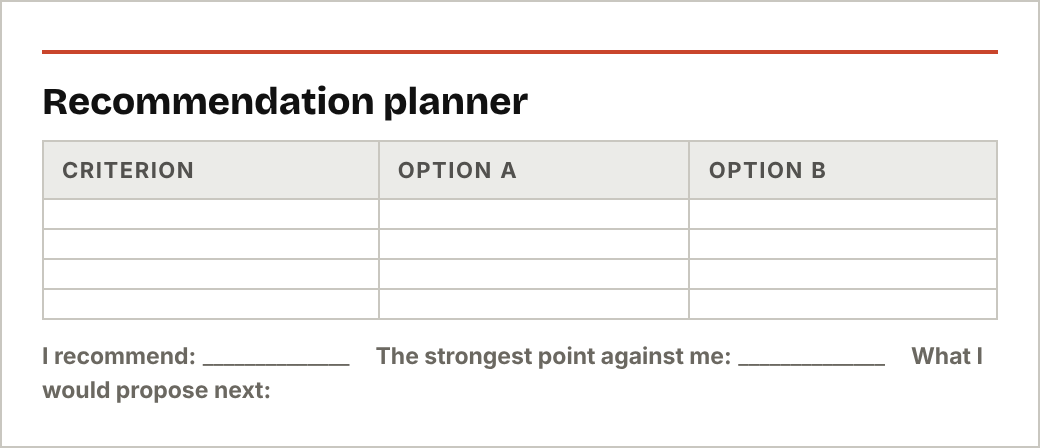 Recommendation planner
CRITERION OPTION A OPTION B
I recommend: ____________ The strongest point against me: ____________ What I
would propose next: